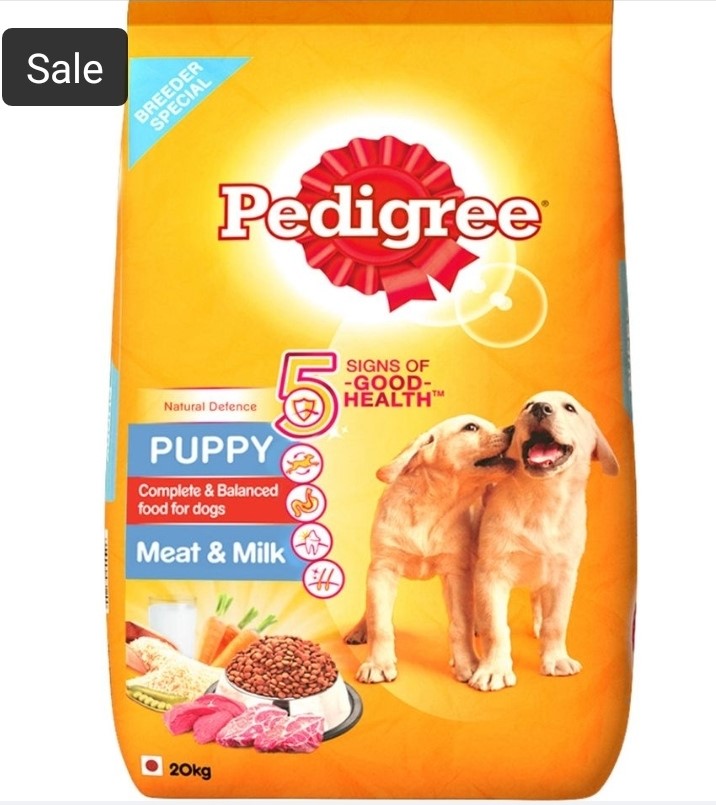 Sale
BREEDER
SPECIAL
Pedigree®
5
SIGNS OF
-GOOD-
HEALTH™
Natural Defence
PUPPY
Complete & Balanced
food for dogs
Meat & Milk
20kg